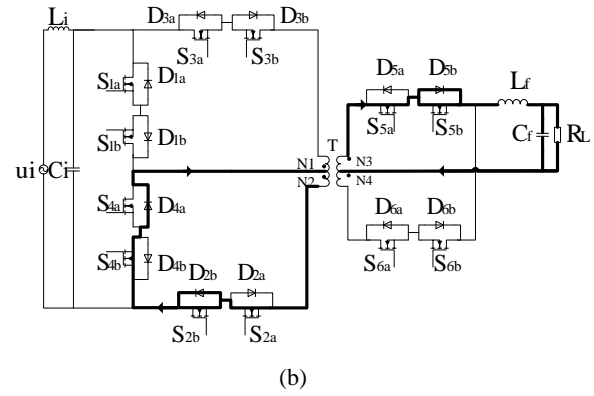 Li
D3a
D3b
S3a
S3b
S1a
D1a
S1b
D1b
ui
Ci
S4a
D4a
S4b
D4b
D2b
D2a
S2b
S2a
T
N1
N2
N3
N4
D5a
D5b
S5a
S5b
Lf
Cf
RL
D6a
D6b
S6a
S6b
(b)